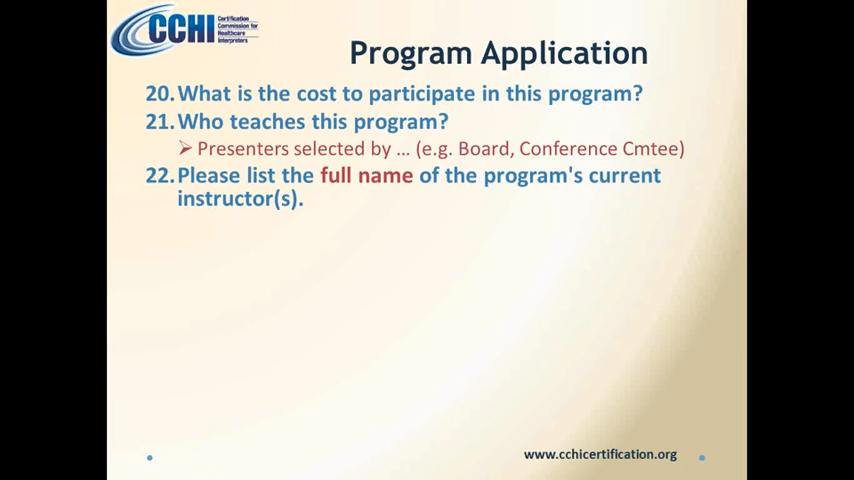 CCHI
Certification
Commission for
Healthcare
Interpreters
Program Application
20. What is the cost to participate in this program?
21. Who teaches this program?
➢ Presenters selected by … (e.g. Board, Conference Cmtee)
22. Please list the full name of the program's current
instructor(s).
www.cchicertification.org